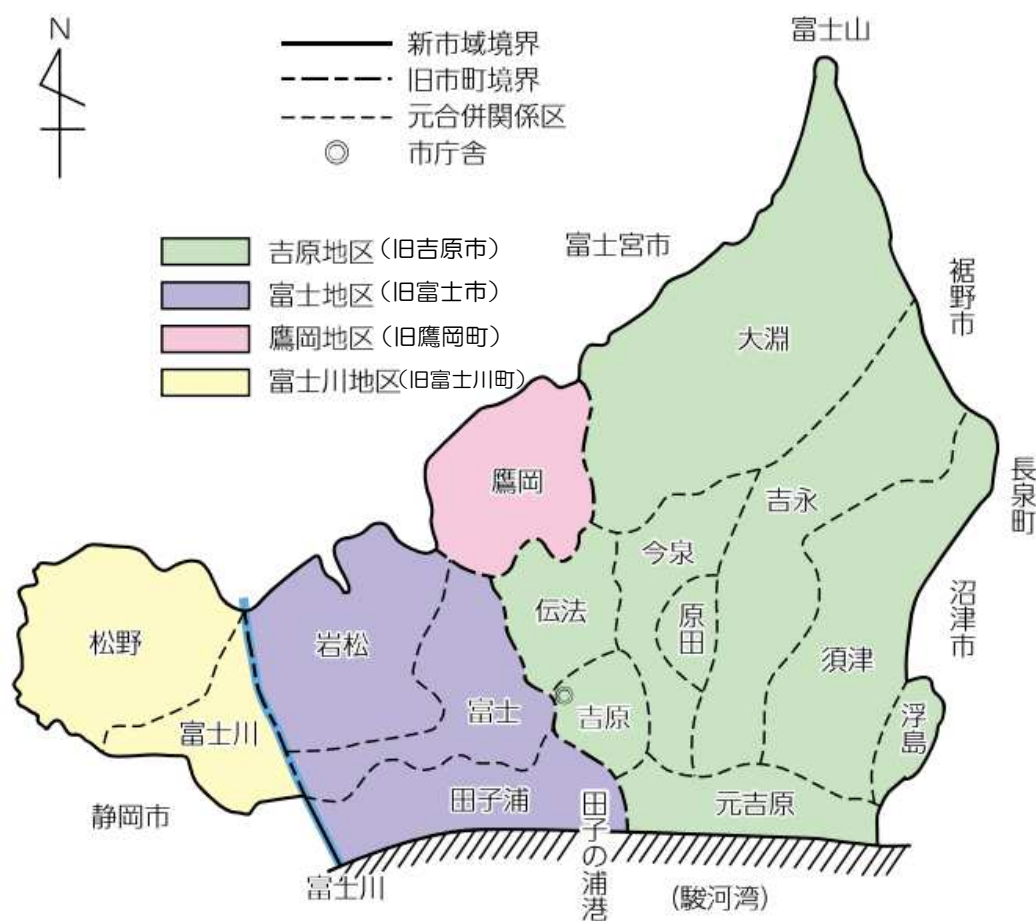 N
富士山
新市域境界
旧市町境界
元合併関係区
市庁舎
吉原地区(旧吉原市)
富士地区(旧富士市)
鷹岡地区(旧鷹岡町)
富士川地区(旧富士川町)
富士宮市
裾野市
大淵
鷹岡
吉永
長泉町
今泉
伝法
原田
沼津市
松野
岩松
須津
富士
吉原
浮島
富士川
田子浦
元吉原
静岡市
田子の浦港
富士川
(駿河湾)